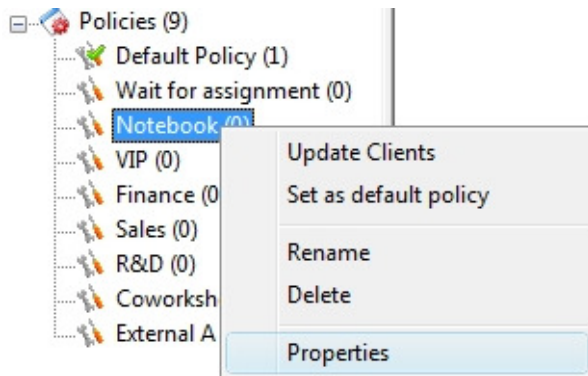 Policies (9)
Default Policy (1)
Wait for assignment (0)
Notebook (0)
VIP (0)
Finance (0
Sales (0)
R&D (0)
Coworksh
External A
Update Clients
Set as default policy
Rename
Delete
Properties